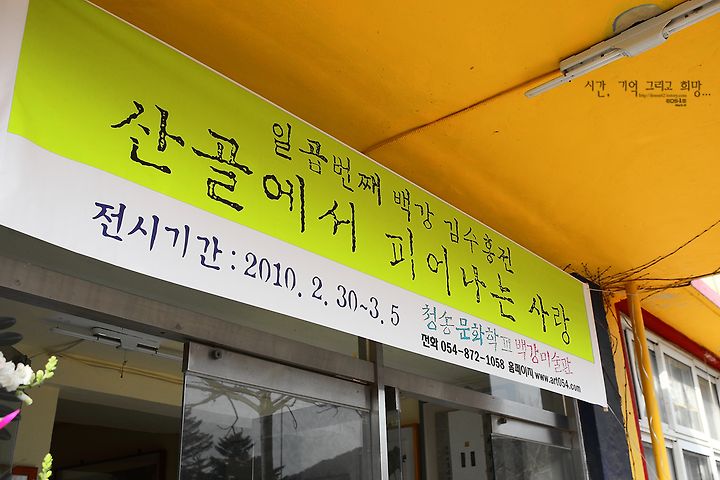 일곱번째 백강 김수흥전
산골에서 피어나는 사랑
전시기간 : 2010. 2. 30~3. 5
청송문화학교 백강미술관
전화 054-872-1058 홈페이지 www.art054.com
시간, 기억 그리고 희망...